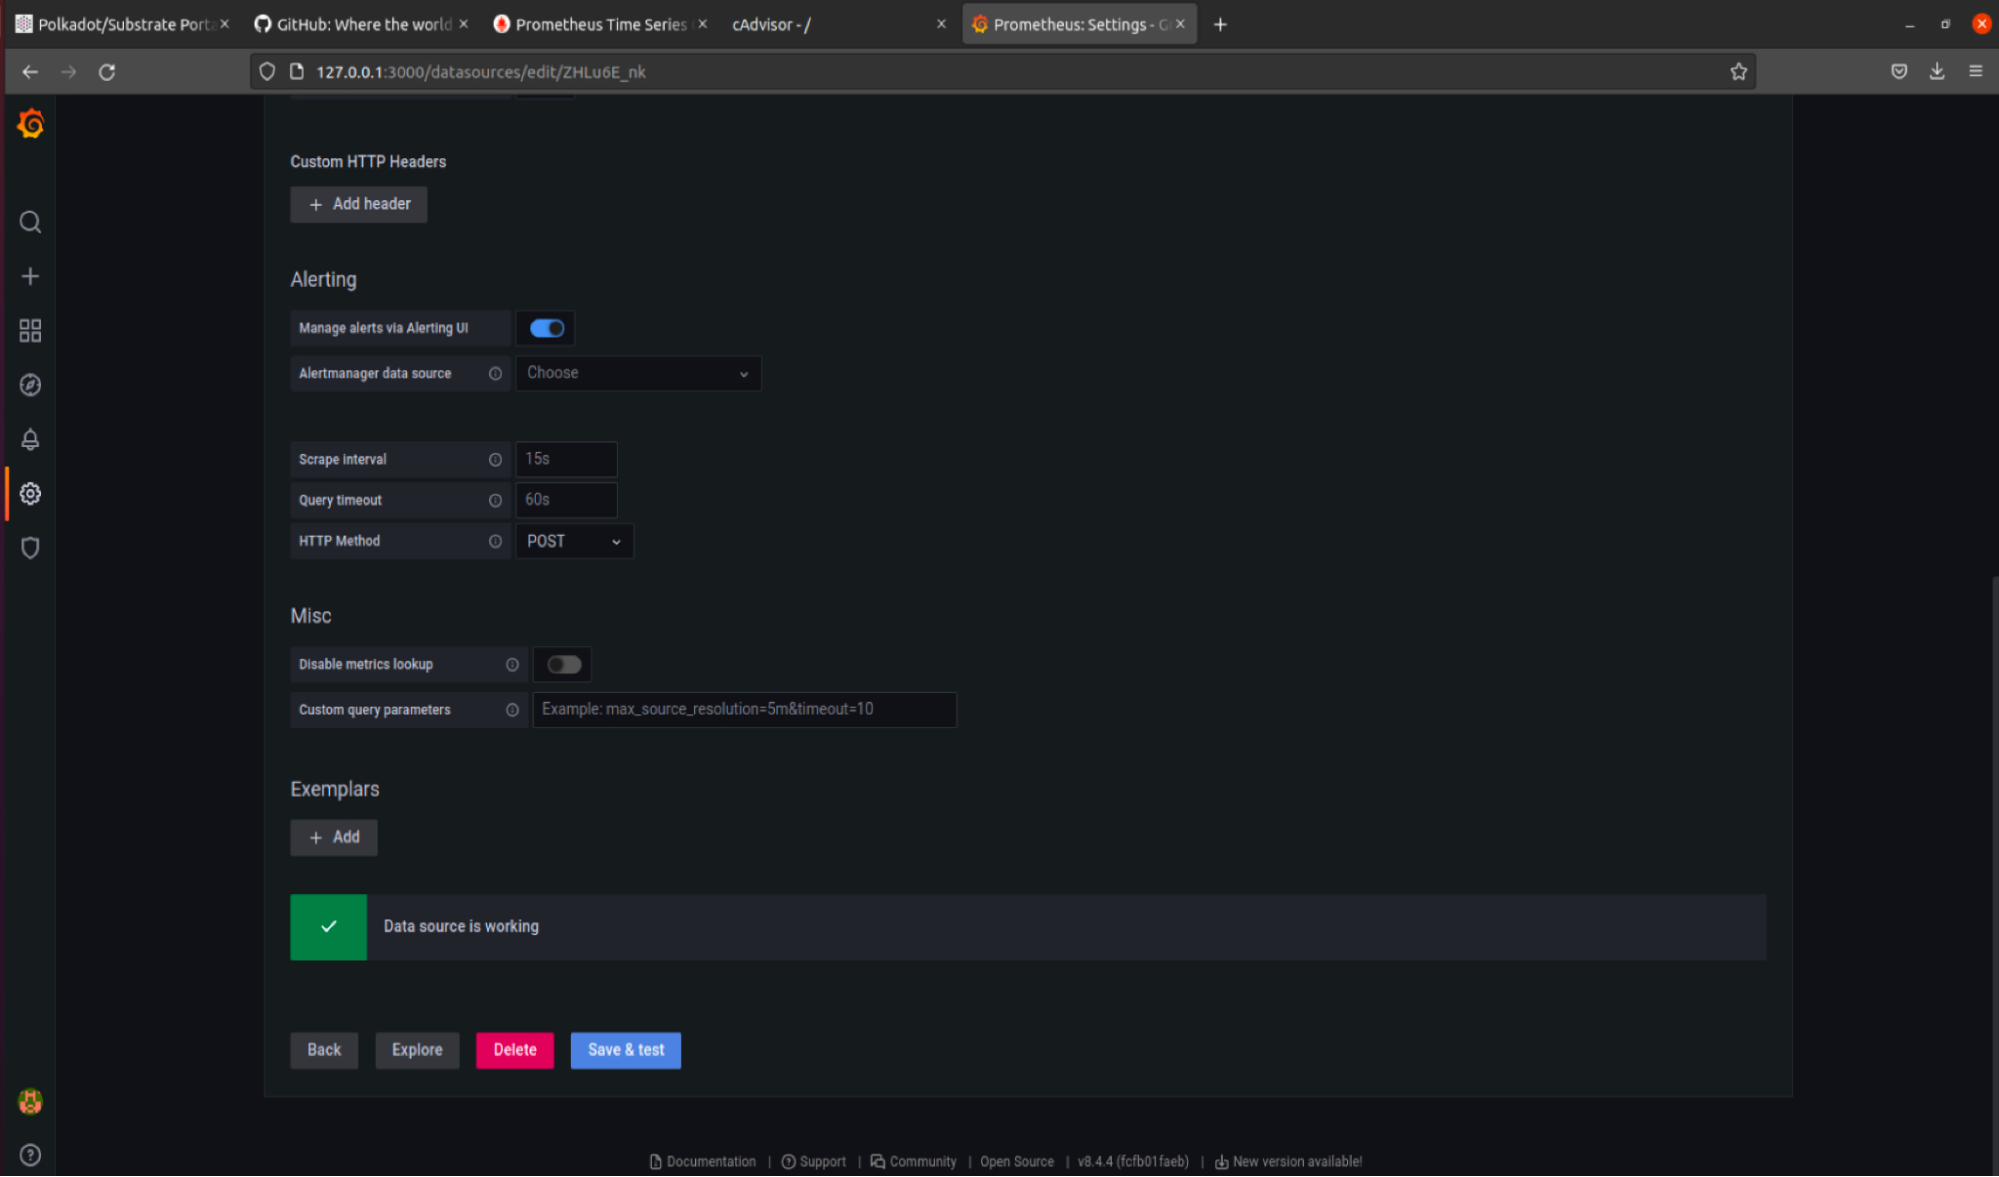 Polkadot/Substrate Porta
GitHub: Where the world
Prometheus Time Series
cAdvisor - /
Prometheus: Settings - G
127.0.0.1:3000/datasources/edit/ZHLu6E_nk
Custom HTTP Headers
+ Add header
Alerting
Manage alerts via Alerting UI
Alertmanager data source Choose
Scrape interval 15s
Query timeout 60s
HTTP Method POST
Misc
Disable metrics lookup
Custom query parameters Example: max_source_resolution=5m&timeout=10
Exemplars
+ Add
Data source is working
Back Explore Delete Save & test
Documentation | Support | Community | Open Source | v8.4.4 (fcfb01faeb) | New version available!